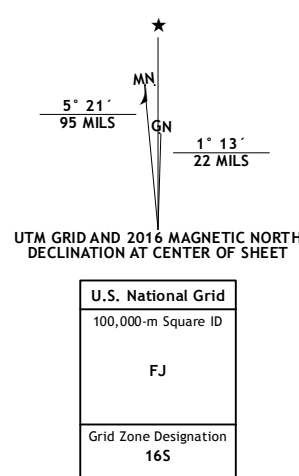 ★
MN
5° 21´
95 MILS
GN
1° 13´
22 MILS
UTM GRID AND 2016 MAGNETIC NORTH
DECLINATION AT CENTER OF SHEET
U.S. National Grid
100,000-m Square ID
FJ
Grid Zone Designation
16S